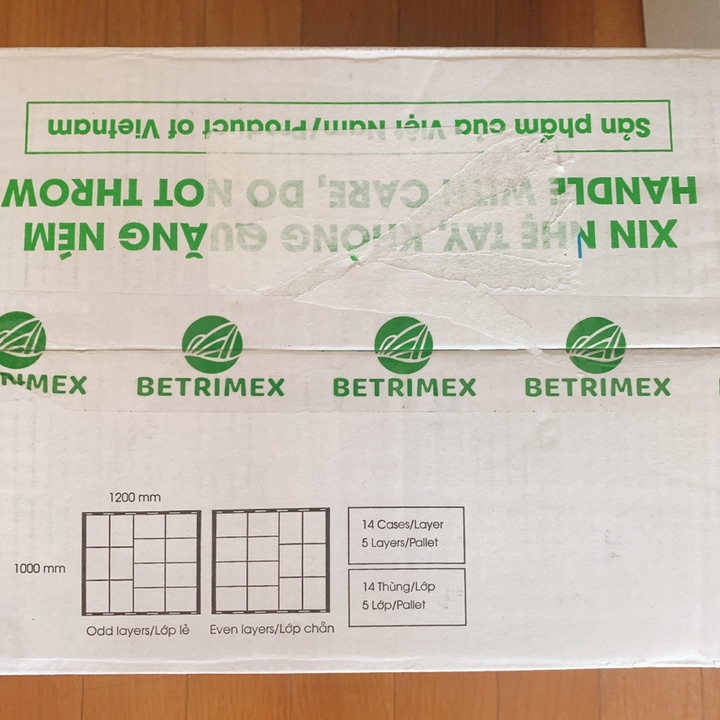 Sản phẩm của Việt Nam/Product of Vietnam
HANDLE WITH CARE, DO NOT THROW
XIN NHẸ TAY, KHÔNG QUĂNG NÉM
BETRIMEX BETRIMEX BETRIMEX
1200 mm
1000 mm
Odd layers/Lớp lẻ
Even layers/Lớp chẵn
14 Cases/Layer
5 Layers/Pallet
14 Thùng/Lớp
5 Lớp/Pallet